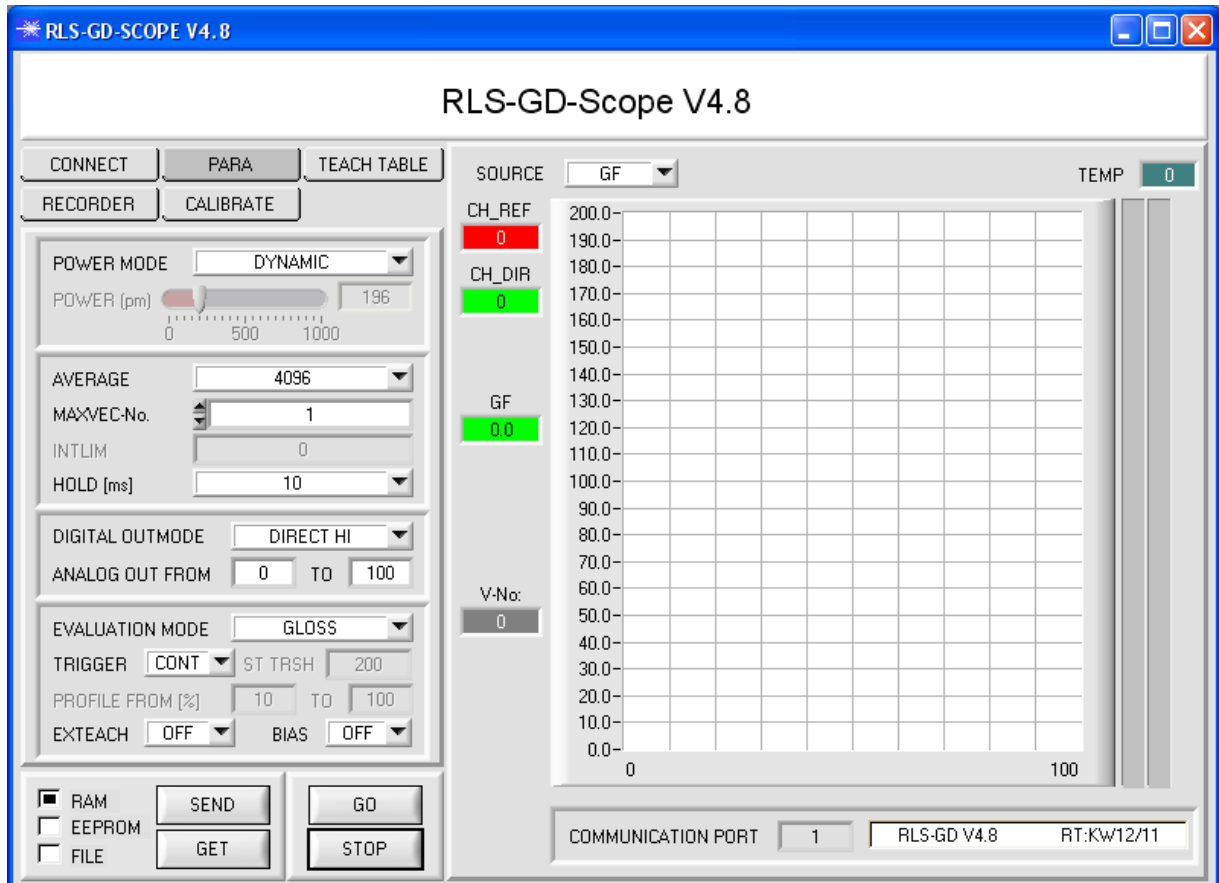 RLS-GD-SCOPE V4.8
RLS-GD-Scope V4.8
CONNECT PARA TEACH TABLE
RECORDER CALIBRATE
POWER MODE DYNAMIC
POWER (pm) 196
0 500 1000
AVERAGE 4096
MAXVEC-No. 1
INTLIM 0
HOLD [ms] 10
DIGITAL OUTMODE DIRECT HI
ANALOG OUT FROM 0 TO 100
EVALUATION MODE GLOSS
TRIGGER CONT ST TRSH 200
PROFILE FROM [%] 10 TO 100
EXTEACH OFF BIAS OFF
RAM
EEPROM
FILE
SEND
GET
GO
STOP
SOURCE GF
TEMP 0
CH_REF
0
CH_DIR
0
GF
0.0
V-No:
0
200.0
190.0
180.0
170.0
160.0
150.0
140.0
130.0
120.0
110.0
100.0
90.0
80.0
70.0
60.0
50.0
40.0
30.0
20.0
10.0
0.0
0 100
COMMUNICATION PORT 1 RLS-GD V4.8 RT:KW12/11